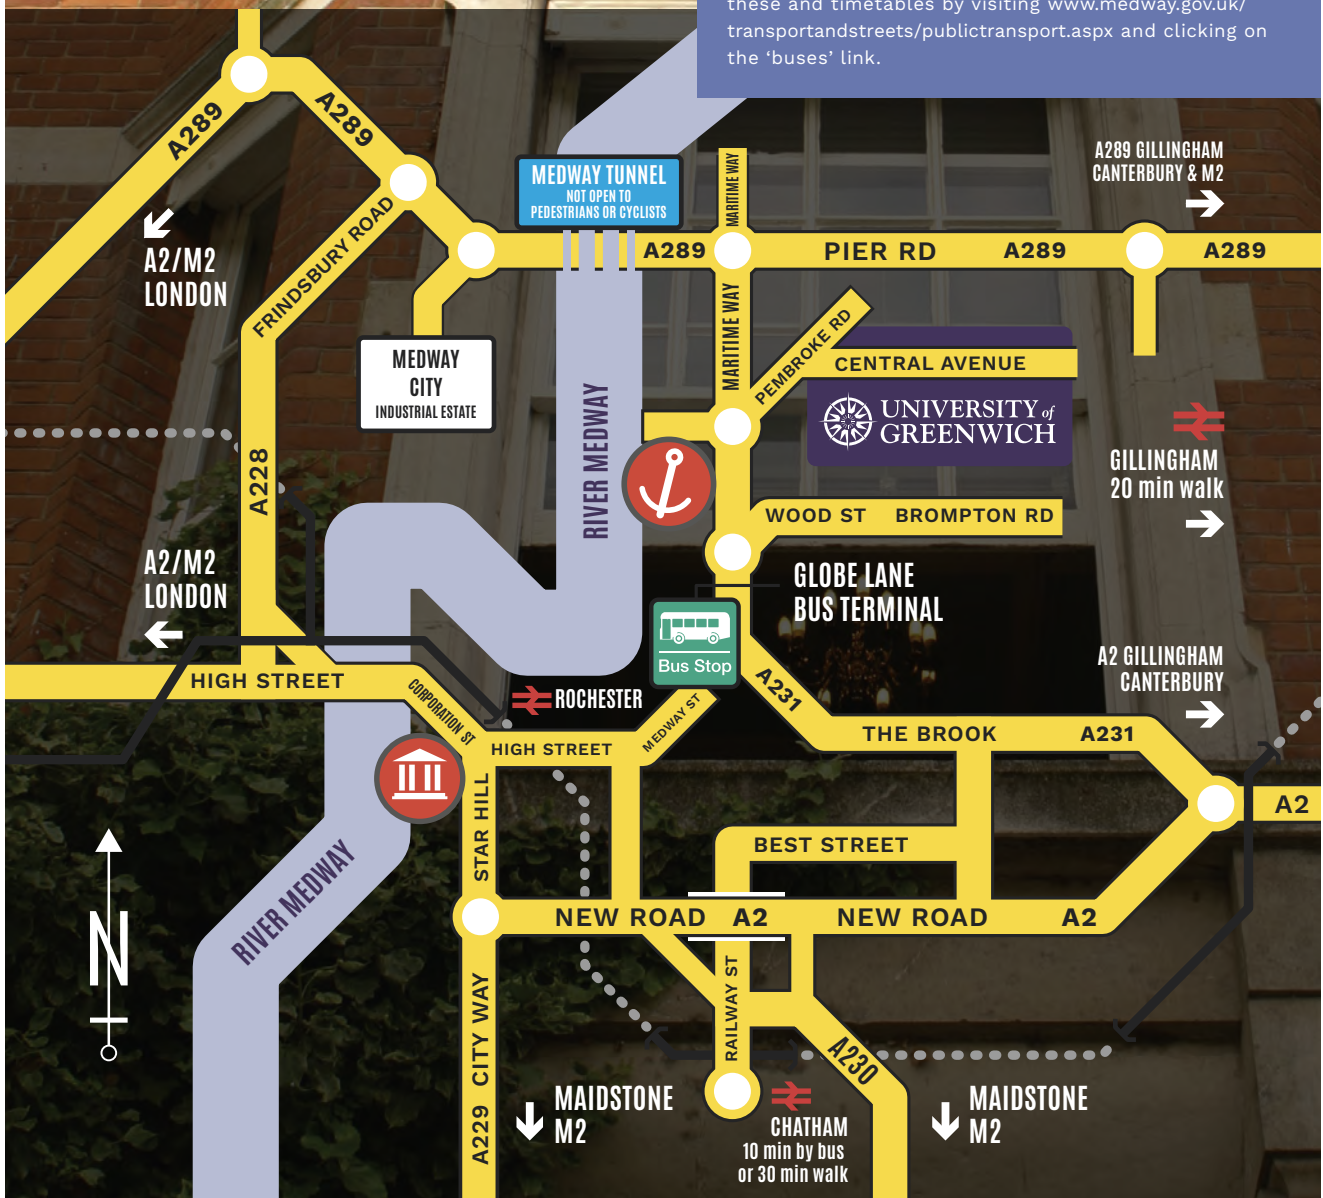 these and timetables by visiting www.medway.gov.uk/
transportandstreets/publictransport.aspx and clicking on
the ‘buses’ link.
A289
A289
MEDWAY TUNNEL
NOT OPEN TO
PEDESTRIANS OR CYCLISTS
MARITIME WAY
A289 GILLINGHAM
CANTERBURY & M2
A2/M2
LONDON
FRINDSBURY ROAD
A289
PIER RD
A289
A289
MEDWAY
CITY
INDUSTRIAL ESTATE
MARITIME WAY
PEMBROKE RD
CENTRAL AVENUE
UNIVERSITY of
GREENWICH
RIVER MEDWAY
A228
GILLINGHAM
20 min walk
WOOD ST
BROMPTON RD
A2/M2
LONDON
GLOBE LANE
BUS TERMINAL
Bus Stop
A2 GILLINGHAM
CANTERBURY
HIGH STREET
CORPORATION ST
ROCHESTER
MEDWAY ST
A231
HIGH STREET
THE BROOK
A231
STAR HILL
A2
BEST STREET
RIVER MEDWAY
NEW ROAD
A2
NEW ROAD
A2
N
CITY WAY
RAILWAY ST
A230
A229
MAIDSTONE
M2
CHATHAM
10 min by bus
or 30 min walk
MAIDSTONE
M2